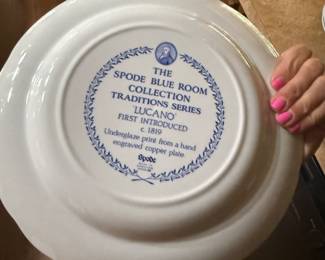 THE
SPODE BLUE ROOM
COLLECTION
TRADITIONS SERIES
'LUCANO'
FIRST INTRODUCED
c. 1819
Underglaze print from a hand
engraved copper plate
Spode